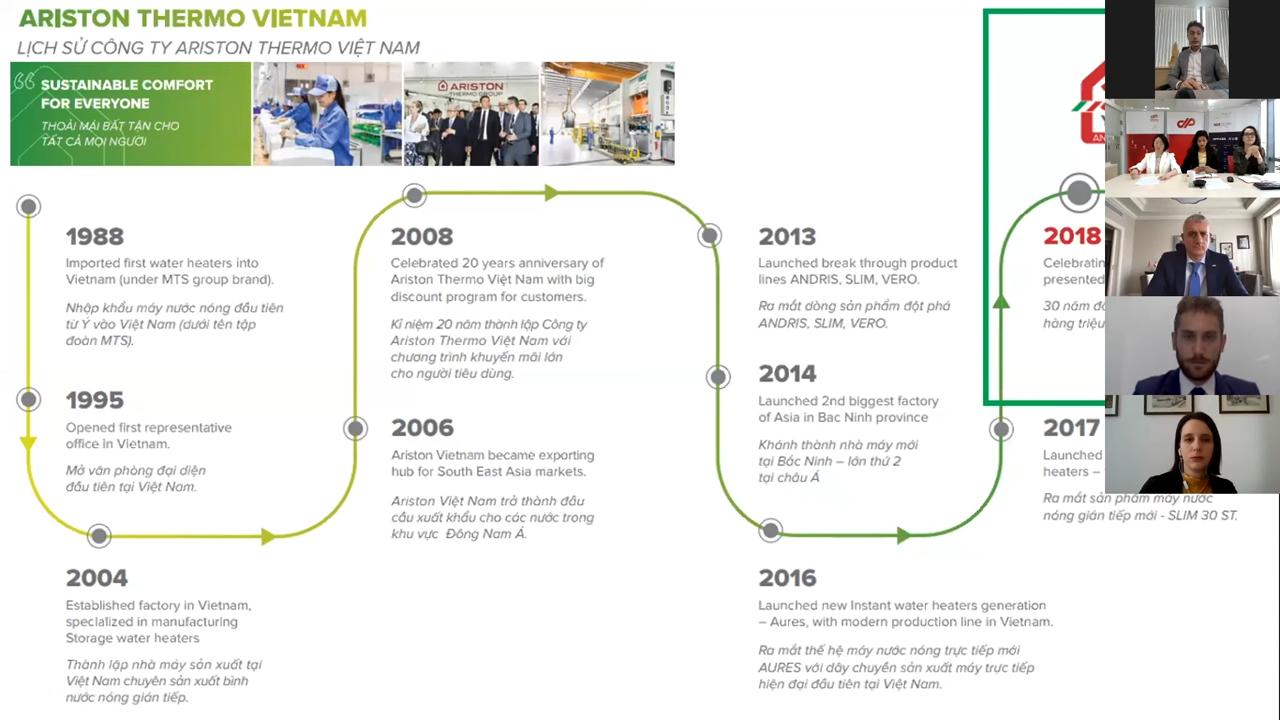 ARISTON THERMO VIETNAM
LỊCH SỬ CÔNG TY ARISTON THERMO VIỆT NAM
SUSTAINABLE COMFORT
FOR EVERYONE
THOẢI MÁI BẤT TẬN CHO
TẤT CẢ MỌI NGƯỜI
ARISTON
THERMO GROUP
1988
Imported first water heaters into
Vietnam (under MTS group brand).
Nhập khẩu máy nước nóng đầu tiên
từ Ý vào Việt Nam (dưới tên tập
đoàn MTS).
1995
Opened first representative
office in Vietnam.
Mở văn phòng đại diện
đầu tiên tại Việt Nam.
2004
Established factory in Vietnam,
specialized in manufacturing
Storage water heaters
Thành lập nhà máy sản xuất tại
Việt Nam chuyên sản xuất bình
nước nóng gián tiếp.
2008
Celebrated 20 years anniversary of
Ariston Thermo Việt Nam with big
discount program for customers.
Kỉ niệm 20 năm thành lập Công ty
Ariston Thermo Việt Nam với
chương trình khuyến mãi lớn
cho người tiêu dùng.
2006
Ariston Vietnam became exporting
hub for South East Asia markets.
Ariston Việt Nam trở thành đầu
cầu xuất khẩu cho các nước trong
khu vực Đông Nam Á.
2013
Launched break through product
lines ANDRIS, SLIM, VERO.
Ra mắt dòng sản phẩm đột phá
ANDRIS, SLIM, VERO.
2014
Launched 2nd biggest factory
of Asia in Bac Ninh province
Khánh thành nhà máy mới
tại Bắc Ninh – lớn thứ 2
tại châu Á
2016
Launched new Instant water heaters generation
– Aures, with modern production line in Vietnam.
Ra mắt thế hệ máy nước nóng trực tiếp mới
AURES với dây chuyền sản xuất máy trực tiếp
hiện đại đầu tiên tại Việt Nam.
2018
Celebratin
presented
30 năm
hàng triệu
2017
Launched
heaters –
Ra mắt sản phẩm máy nước
nóng gián tiếp mới - SLIM 30 ST.